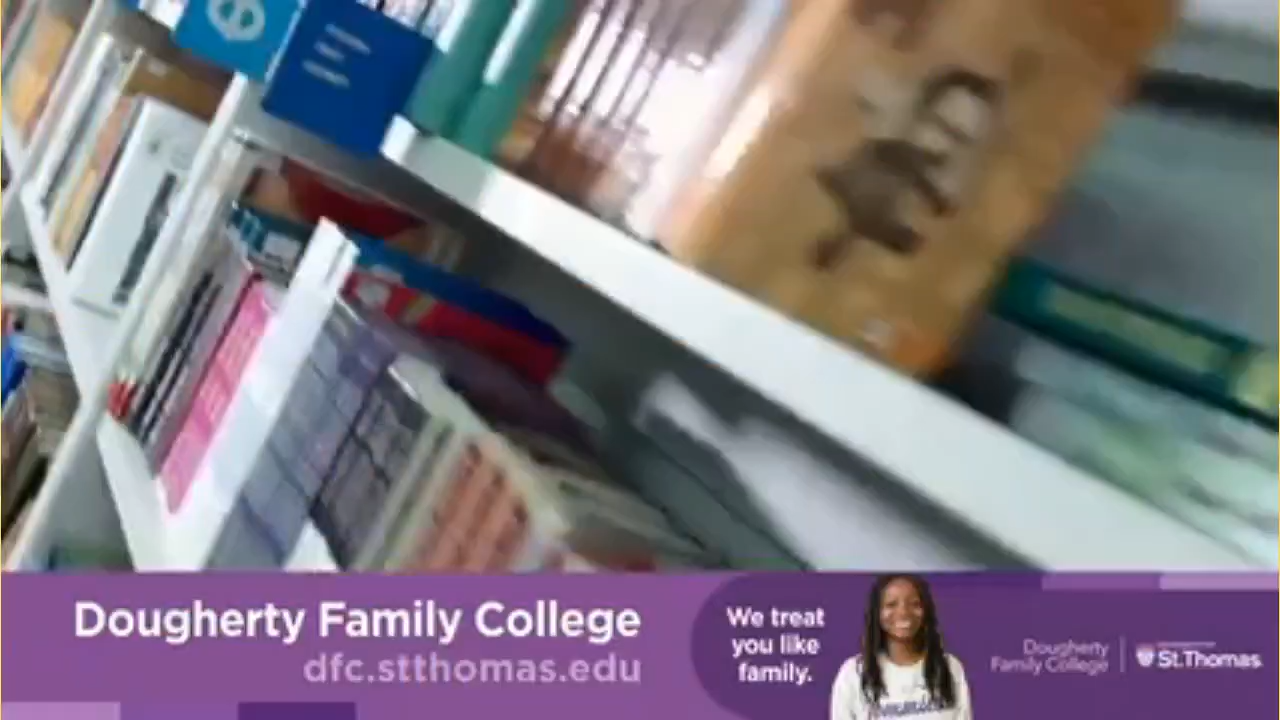 Dougherty Family College
dfc.stthomas.edu
We treat
you like
family.
Dougherty
Family College
St.Thomas